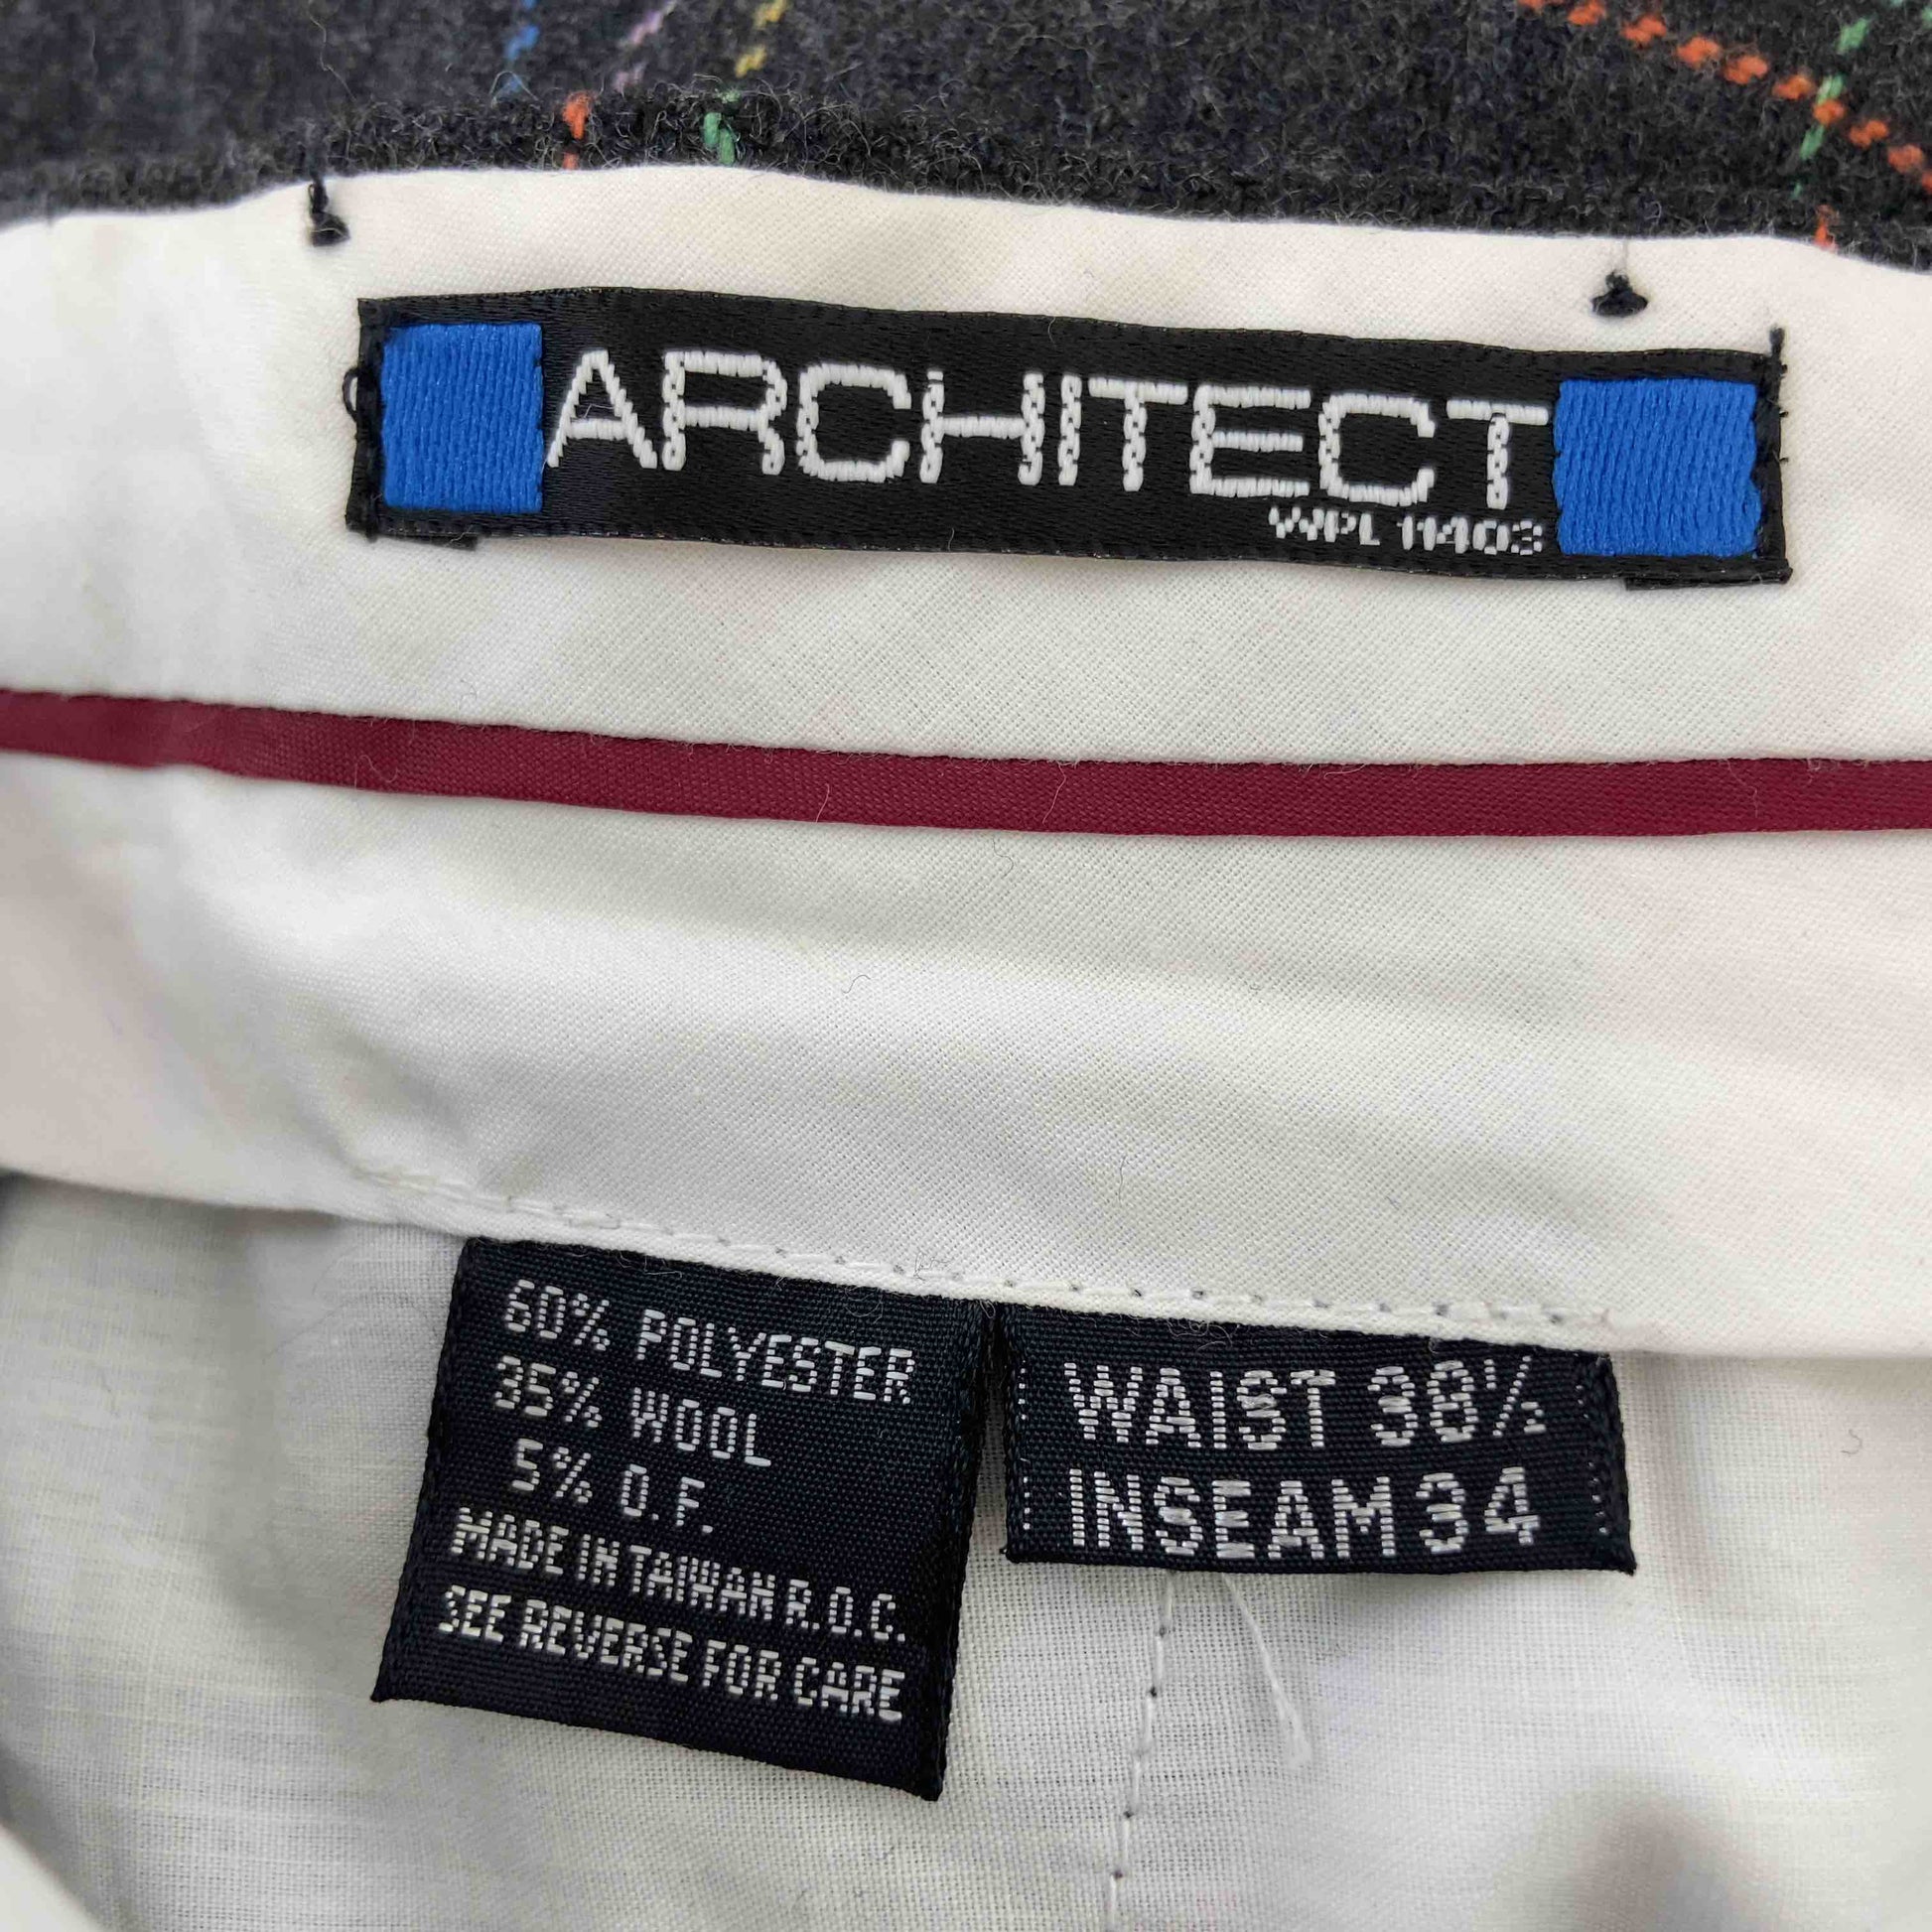 ARCHITECT
WPL 11403
60% POLYESTER
35% WOOL
5% O.F.
MADE IN TAIWAN R.O.C.
SEE REVERSE FOR CARE
WAIST 38½
INSEAM 34